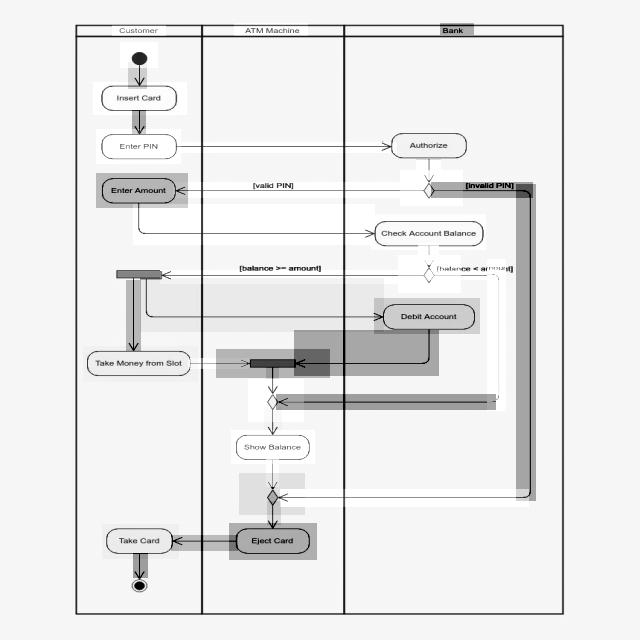 Customer
ATM Machine
Bank
Insert Card
Enter PIN
Authorize
Enter Amount
[valid PIN]
[invalid PIN]
Check Account Balance
[balance >= amount]
[balance < amount]
Debit Account
Take Money from Slot
Show Balance
Take Card
Eject Card